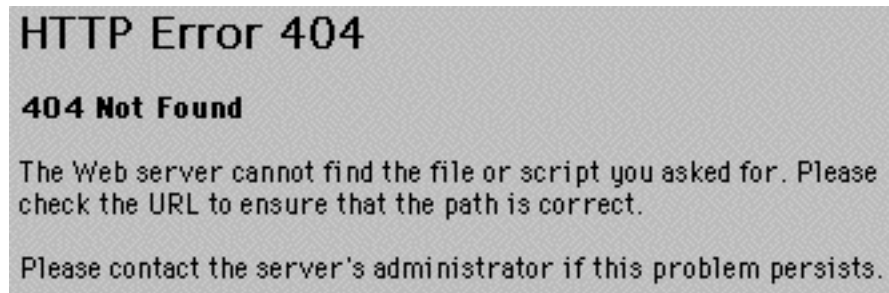 HTTP Error 404
404 Not Found
The Web server cannot find the file or script you asked for. Please
check the URL to ensure that the path is correct.
Please contact the server's administrator if this problem persists.